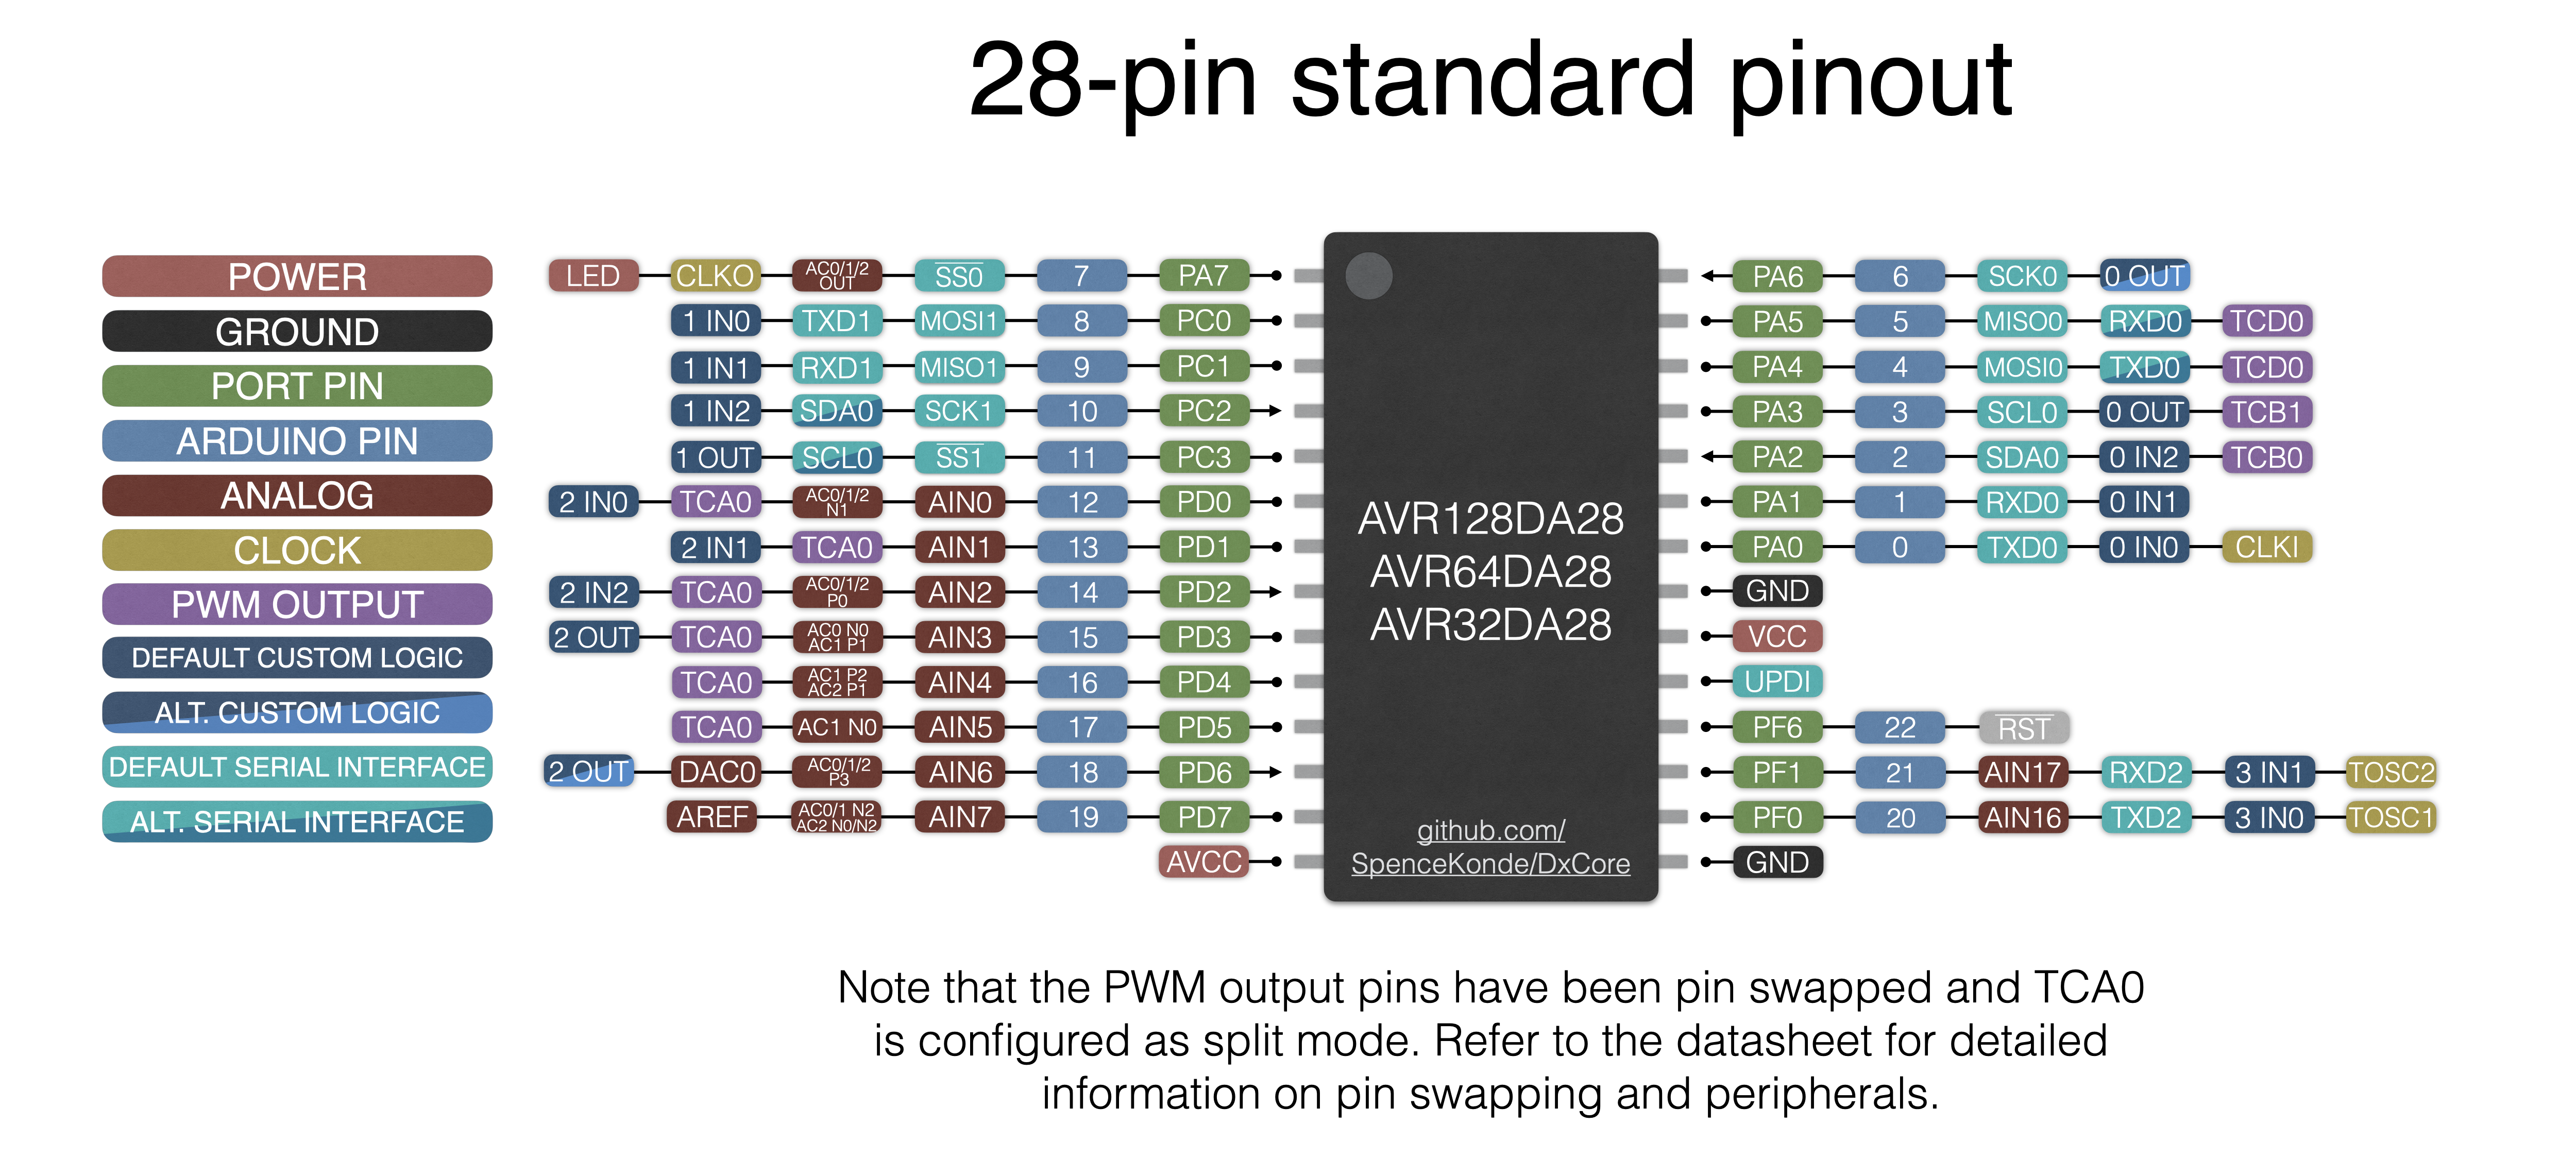 28-pin standard pinout
POWER
GROUND
PORT PIN
ARDUINO PIN
ANALOG
CLOCK
PWM OUTPUT
DEFAULT CUSTOM LOGIC
ALT. CUSTOM LOGIC
DEFAULT SERIAL INTERFACE
ALT. SERIAL INTERFACE
LED CLKO AC0/1/2 OUT SS0 7 PA7
1 IN0 TXD1 MOSI1 8 PC0
1 IN1 RXD1 MISO1 9 PC1
1 IN2 SDA0 SCK1 10 PC2
1 OUT SCL0 SS1 11 PC3
2 IN0 TCA0 AC0/1/2 N1 AIN0 12 PD0
2 IN1 TCA0 AIN1 13 PD1
2 IN2 TCA0 AC0/1/2 P0 AIN2 14 PD2
2 OUT TCA0 AC0 N0 AC1 P1 AIN3 15 PD3
TCA0 AC1 P2 AC2 P1 AIN4 16 PD4
TCA0 AC1 N0 AIN5 17 PD5
2 OUT DAC0 AC0/1/2 P3 AIN6 18 PD6
AREF AC0/1 N2 AC2 N0/N2 AIN7 19 PD7
AVCC
AVR128DA28
AVR64DA28
AVR32DA28
github.com/
SpenceKonde/DxCore
PA6 6 SCK0 0 OUT
PA5 5 MISO0 RXD0 TCD0
PA4 4 MOSI0 TXD0 TCD0
PA3 3 SCL0 0 OUT TCB1
PA2 2 SDA0 0 IN2 TCB0
PA1 1 RXD0 0 IN1
PA0 0 TXD0 0 IN0 CLKI
GND
VCC
UPDI
PF6 22 RST
PF1 21 AIN17 RXD2 3 IN1 TOSC2
PF0 20 AIN16 TXD2 3 IN0 TOSC1
GND
Note that the PWM output pins have been pin swapped and TCA0
is configured as split mode. Refer to the datasheet for detailed
information on pin swapping and peripherals.